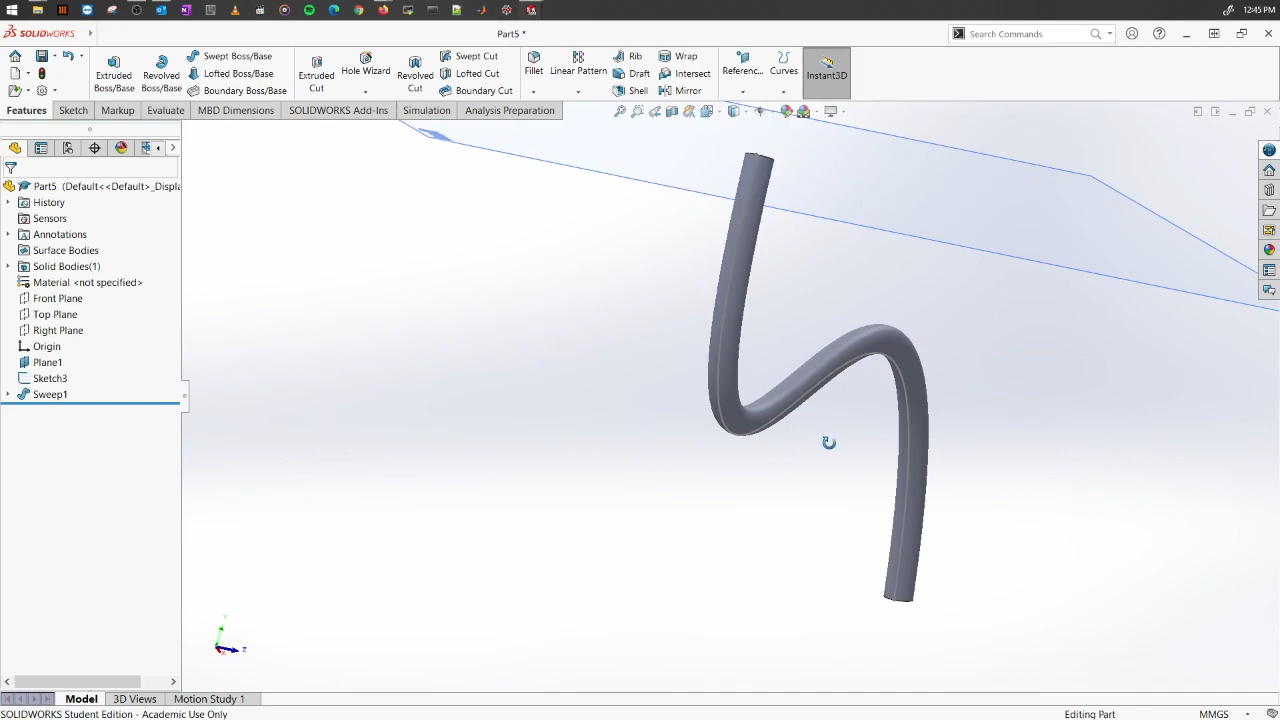 12:45 PM
SOLIDWORKS
Part5 *
Search Commands
Extruded Boss/Base
Revolved Boss/Base
Swept Boss/Base
Lofted Boss/Base
Boundary Boss/Base
Extruded Cut
Hole Wizard
Revolved Cut
Swept Cut
Lofted Cut
Boundary Cut
Fillet
Linear Pattern
Rib
Draft
Shell
Wrap
Intersect
Mirror
Referenc...
Curves
Instant3D
Features
Sketch
Markup
Evaluate
MBD Dimensions
SOLIDWORKS Add-Ins
Simulation
Analysis Preparation
Part5 (Default<<Default>_Displa
History
Sensors
Annotations
Surface Bodies
Solid Bodies(1)
Material <not specified>
Front Plane
Top Plane
Right Plane
Origin
Plane1
Sketch3
Sweep1
Y
Z
Model
3D Views
Motion Study 1
SOLIDWORKS Student Edition - Academic Use Only
Editing Part
MMGS